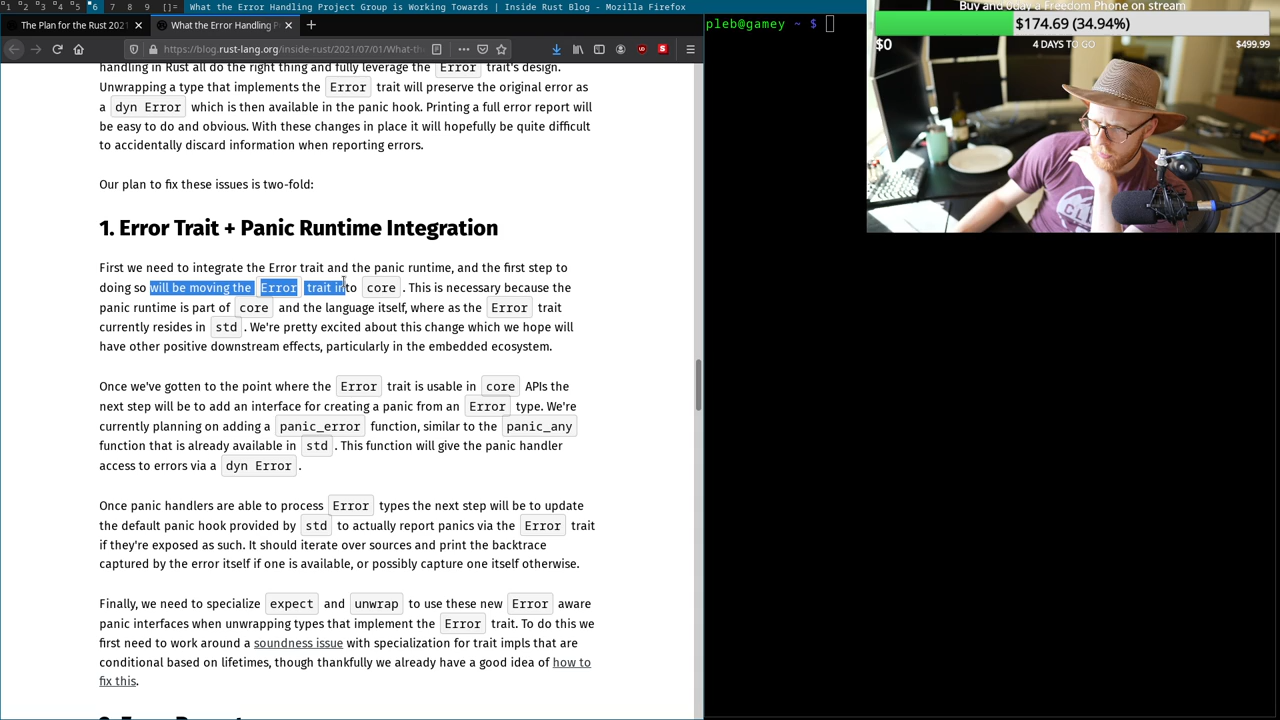 1 2 3 4 5 6 7 8 9 []= What the Error Handling Project Group is Working Towards | Inside Rust Blog - Mozilla Firefox
The Plan for the Rust 2021 × What the Error Handling P × +
https://blog.rust-lang.org/inside-rust/2021/07/01/What-th
pleb@gamey ~ $
Buy and 0day a Freedom Phone on stream
$174.69 (34.94%)
$0 4 DAYS TO GO $499.99
handling in Rust all do the right thing and fully leverage the Error trait's design.
Unwrapping a type that implements the Error trait will preserve the original error as
a dyn Error which is then available in the panic hook. Printing a full error report will
be easy to do and obvious. With these changes in place it will hopefully be quite difficult
to accidentally discard information when reporting errors.
Our plan to fix these issues is two-fold:
1. Error Trait + Panic Runtime Integration
First we need to integrate the Error trait and the panic runtime, and the first step to
doing so will be moving the Error trait into core. This is necessary because the
panic runtime is part of core and the language itself, where as the Error trait
currently resides in std. We're pretty excited about this change which we hope will
have other positive downstream effects, particularly in the embedded ecosystem.
Once we've gotten to the point where the Error trait is usable in core APIs the
next step will be to add an interface for creating a panic from an Error type. We're
currently planning on adding a panic_error function, similar to the panic_any
function that is already available in std. This function will give the panic handler
access to errors via a dyn Error.
Once panic handlers are able to process Error types the next step will be to update
the default panic hook provided by std to actually report panics via the Error trait
if they're exposed as such. It should iterate over sources and print the backtrace
captured by the error itself if one is available, or possibly capture one itself otherwise.
Finally, we need to specialize expect and unwrap to use these new Error aware
panic interfaces when unwrapping types that implement the Error trait. To do this we
first need to work around a soundness issue with specialization for trait impls that are
conditional based on lifetimes, though thankfully we already have a good idea of how to
fix this.